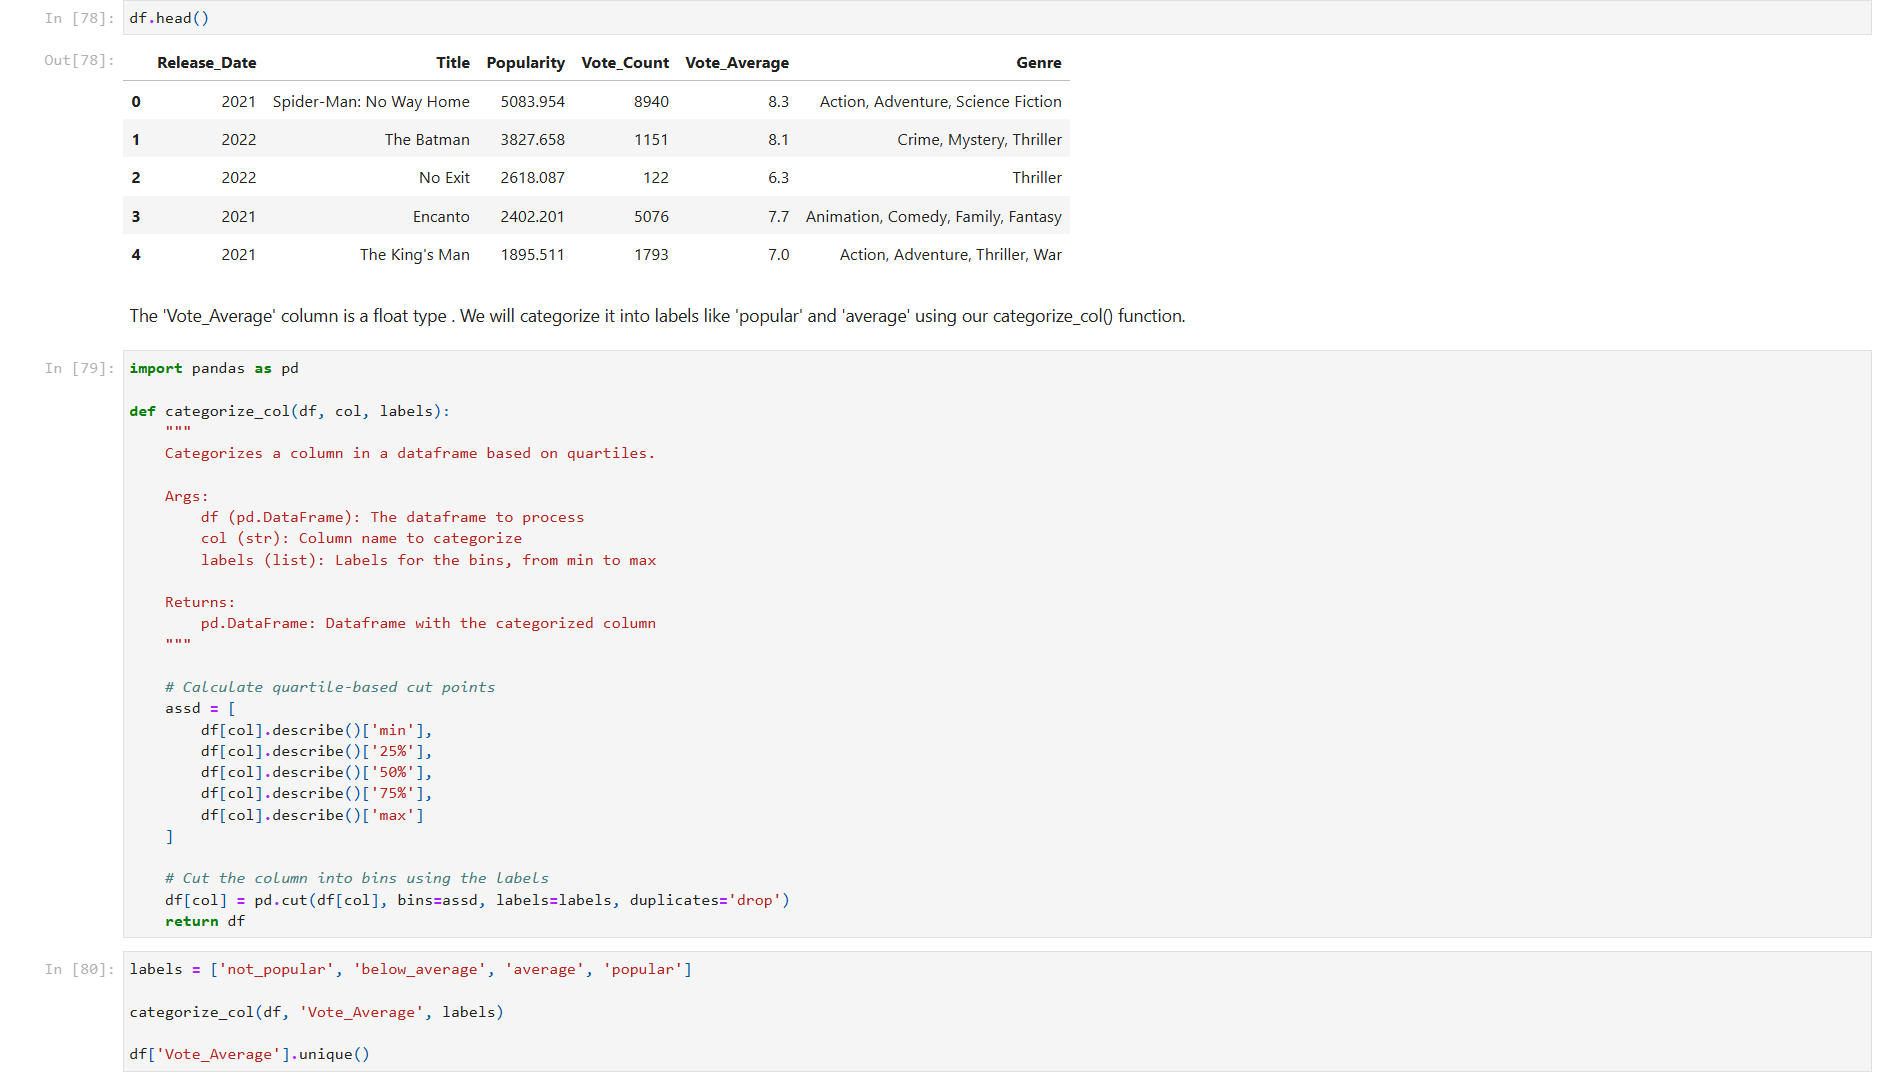 In [78]: df.head()
Out[78]: Release_Date Title Popularity Vote_Count Vote_Average Genre
0 2021 Spider-Man: No Way Home 5083.954 8940 8.3 Action, Adventure, Science Fiction
1 2022 The Batman 3827.658 1151 8.1 Crime, Mystery, Thriller
2 2022 No Exit 2618.087 122 6.3 Thriller
3 2021 Encanto 2402.201 5076 7.7 Animation, Comedy, Family, Fantasy
4 2021 The King's Man 1895.511 1793 7.0 Action, Adventure, Thriller, War
The 'Vote_Average' column is a float type . We will categorize it into labels like 'popular' and 'average' using our categorize_col() function.
In [79]: import pandas as pd
def categorize_col(df, col, labels):
"""
Categorizes a column in a dataframe based on quartiles.
Args:
df (pd.DataFrame): The dataframe to process
col (str): Column name to categorize
labels (list): Labels for the bins, from min to max
Returns:
pd.DataFrame: Dataframe with the categorized column
"""
# Calculate quartile-based cut points
assd = [
df[col].describe()['min'],
df[col].describe()['25%'],
df[col].describe()['50%'],
df[col].describe()['75%'],
df[col].describe()['max']
]
# Cut the column into bins using the labels
df[col] = pd.cut(df[col], bins=assd, labels=labels, duplicates='drop')
return df
In [80]: labels = ['not_popular', 'below_average', 'average', 'popular']
categorize_col(df, 'Vote_Average', labels)
df['Vote_Average'].unique()